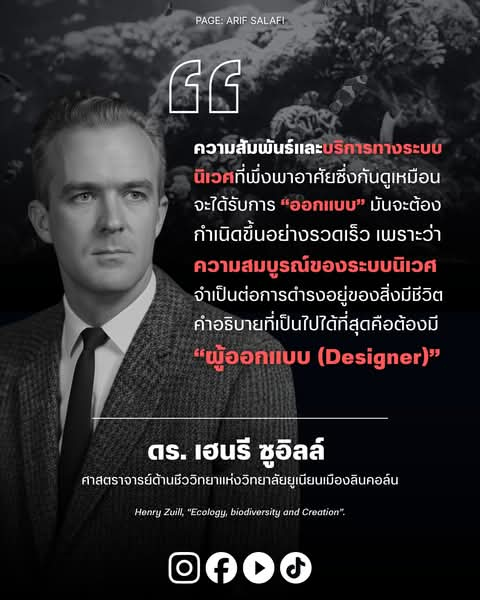 PAGE: ARIF SALAFI
ความสัมพันธ์และบริการทางระบบ
นิเวศที่พึ่งพาอาศัยซึ่งกันดูเหมือน
จะได้รับการ “ออกแบบ” มันจะต้อง
กำเนิดขึ้นอย่างรวดเร็ว เพราะว่า
ความสมบูรณ์ของระบบนิเวศ
จำเป็นต่อการดำรงอยู่ของสิ่งมีชีวิต
คำอธิบายที่เป็นไปได้ที่สุดคือต้องมี
“ผู้ออกแบบ (Designer)”
ดร. เฮนรี ซูอิลล์
ศาสตราจารย์ด้านชีววิทยาแห่งวิทยาลัยยูเนียนเมืองลินคอล์น
Henry Zuill, “Ecology, biodiversity and Creation”.